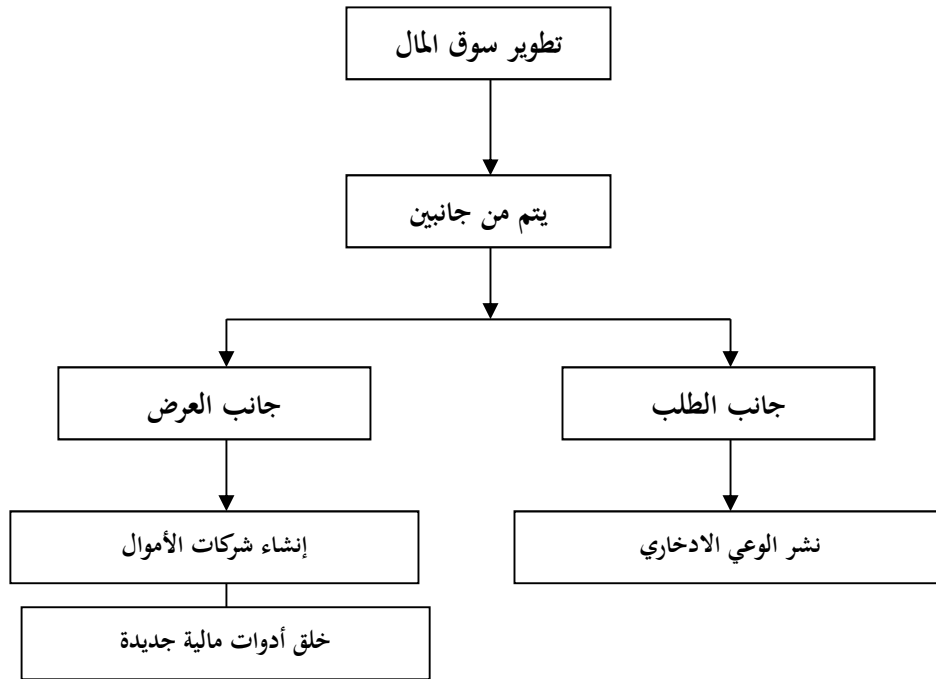 تطوير سوق المال
يتم من جانبين
جانب الطلب
جانب العرض
نشر الوعي الادخاري
إنشاء شركات الأموال
خلق أدوات مالية جديدة